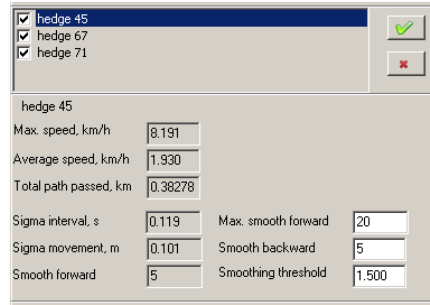 hedge 45
hedge 67
hedge 71
hedge 45
Max. speed, km/h 8.191
Average speed, km/h 1.930
Total path passed, km 0.38278
Sigma interval, s 0.119 Max. smooth forward 20
Sigma movement, m 0.101 Smooth backward 5
Smooth forward 5 Smoothing threshold 1.500